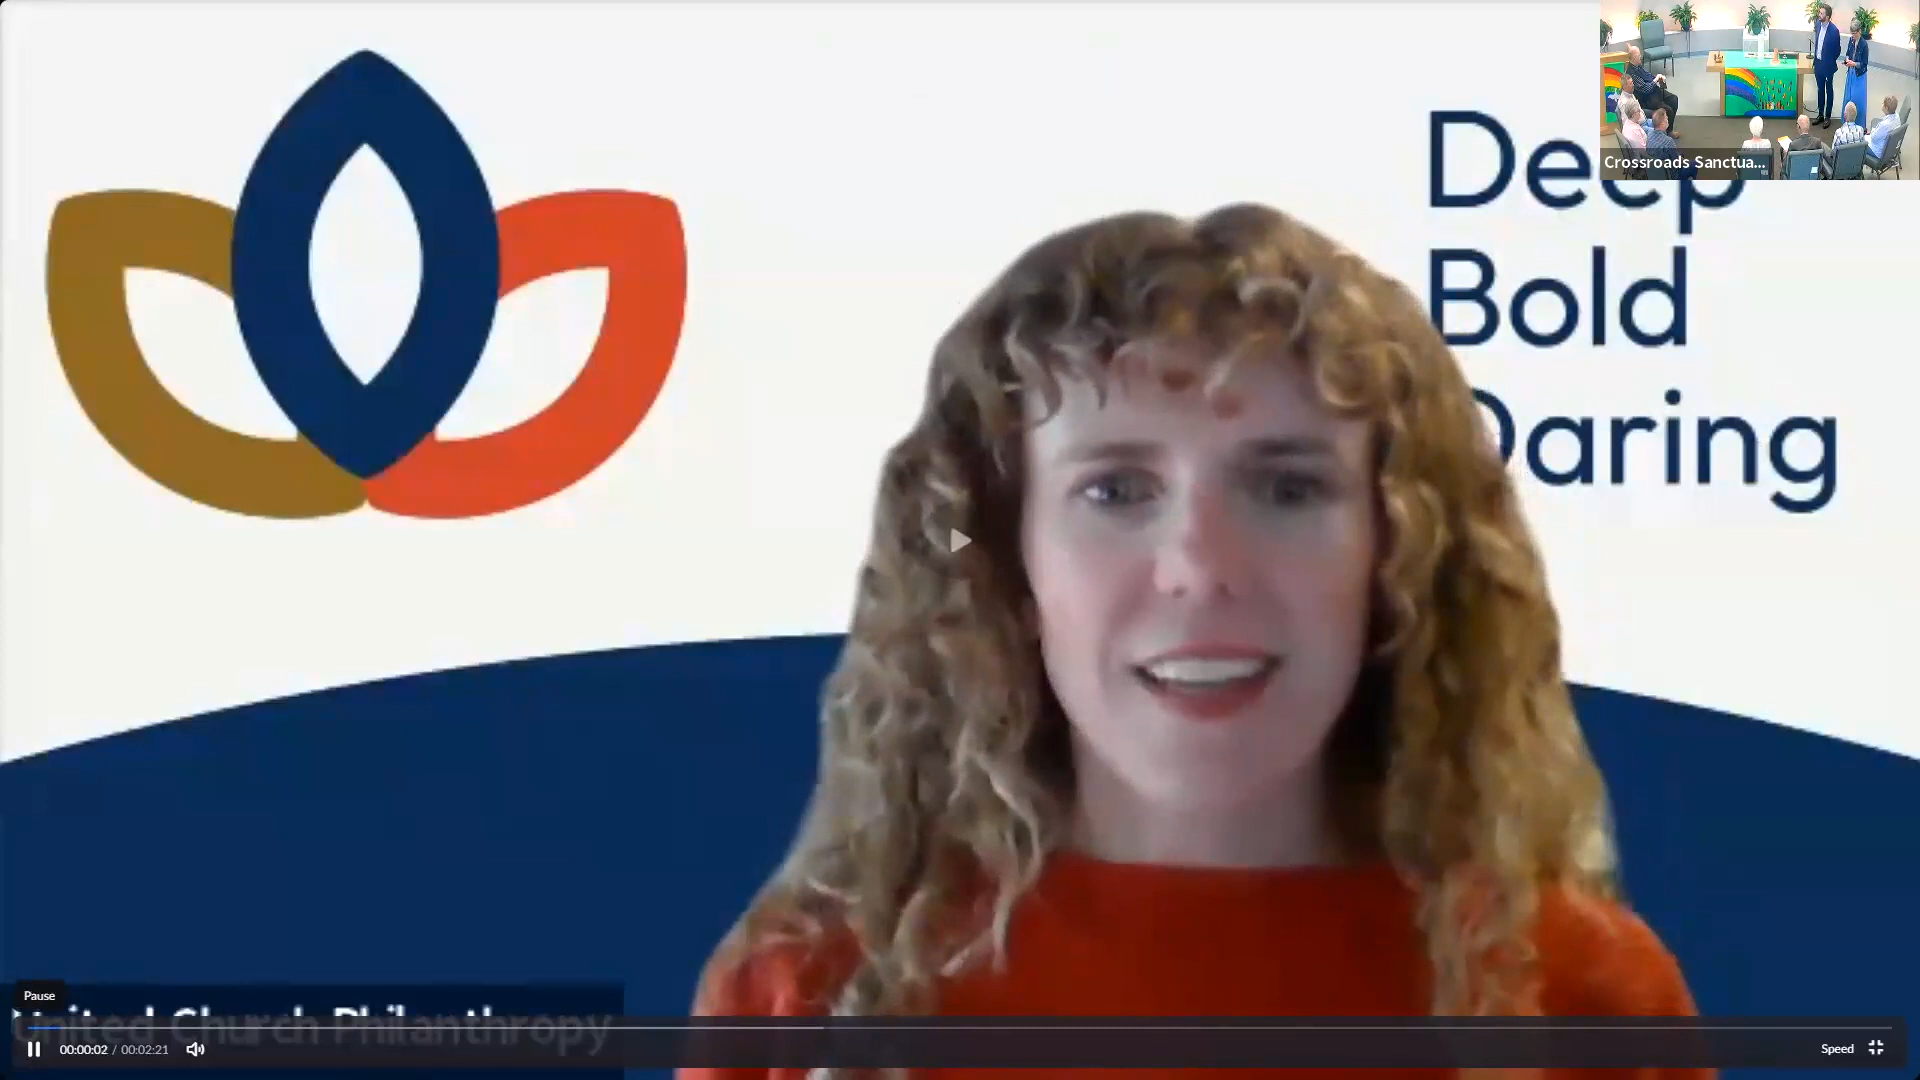 Deep
Bold
Daring
Crossroads Sanctua...
United Church Philanthropy
Pause
00:00:02 / 00:02:21
Speed